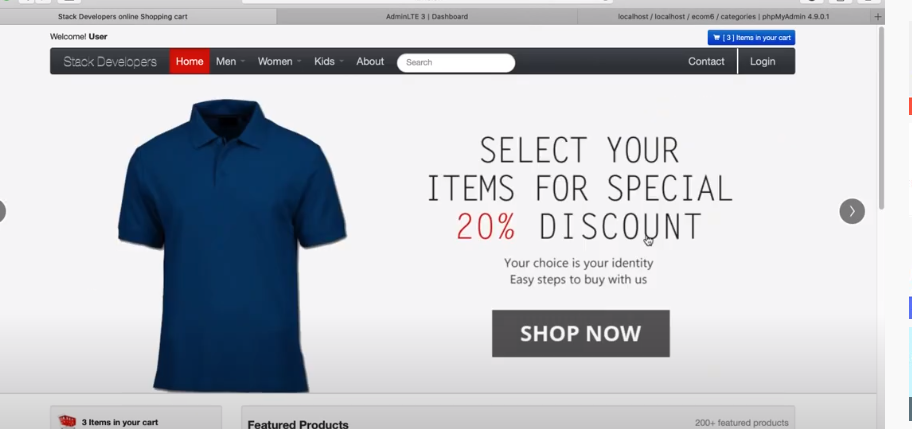 Stack Developers online Shopping cart
AdminLTE 3 | Dashboard
localhost / localhost / ecom6 / categories | phpMyAdmin 4.9.0.1
Welcome! User
[ 3 ] Items in your cart
Stack Developers
Home
Men
Women
Kids
About
Search
Contact
Login
SELECT YOUR
ITEMS FOR SPECIAL
20% DISCOUNT
Your choice is your identity
Easy steps to buy with us
SHOP NOW
3 Items in your cart
Featured Products
200+ featured products